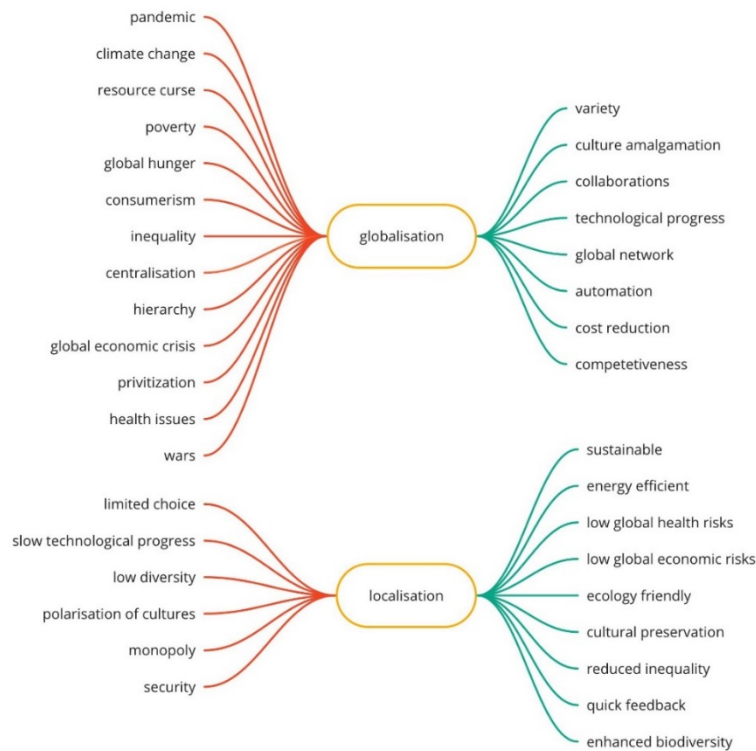 pandemic
climate change
resource curse
poverty
global hunger
consumerism
inequality
centralisation
hierarchy
global economic crisis
privitization
health issues
wars
globalisation
variety
culture amalgamation
collaborations
technological progress
global network
automation
cost reduction
competetiveness
limited choice
slow technological progress
low diversity
polarisation of cultures
monopoly
security
localisation
sustainable
energy efficient
low global health risks
low global economic risks
ecology friendly
cultural preservation
reduced inequality
quick feedback
enhanced biodiversity